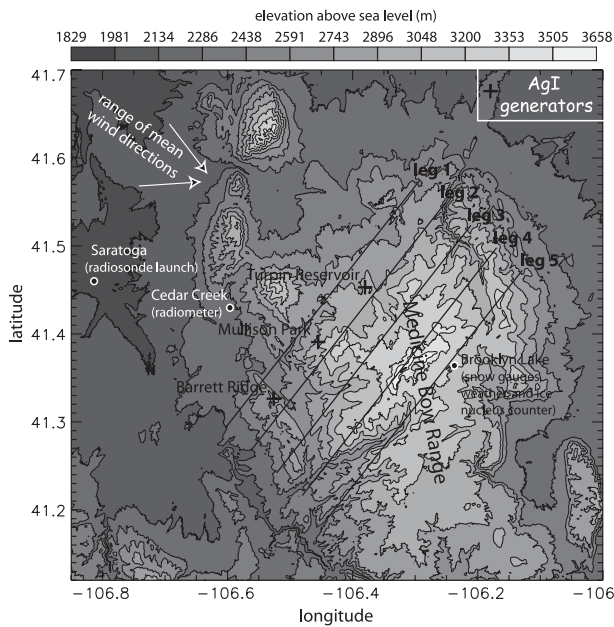 elevation above sea level (m)
1829 1981 2134 2286 2438 2591 2743 2896 3048 3200 3353 3505 3658
41.7
AgI
generators
range of mean
wind directions
41.6
leg 1
leg 2
leg 3
leg 4
leg 5
41.5
Saratoga
(radiosonde launch)
Turpin Reservoir
Cedar Creek
(radiometer)
Mullison Park
latitude
41.4
Medicine Bow Range
Brooklyn Lake
(snow gauges,
weather and ice
nucleus counter)
Barrett Ridge
41.3
41.2
−106.8 −106.6 −106.4 −106.2 −106
longitude